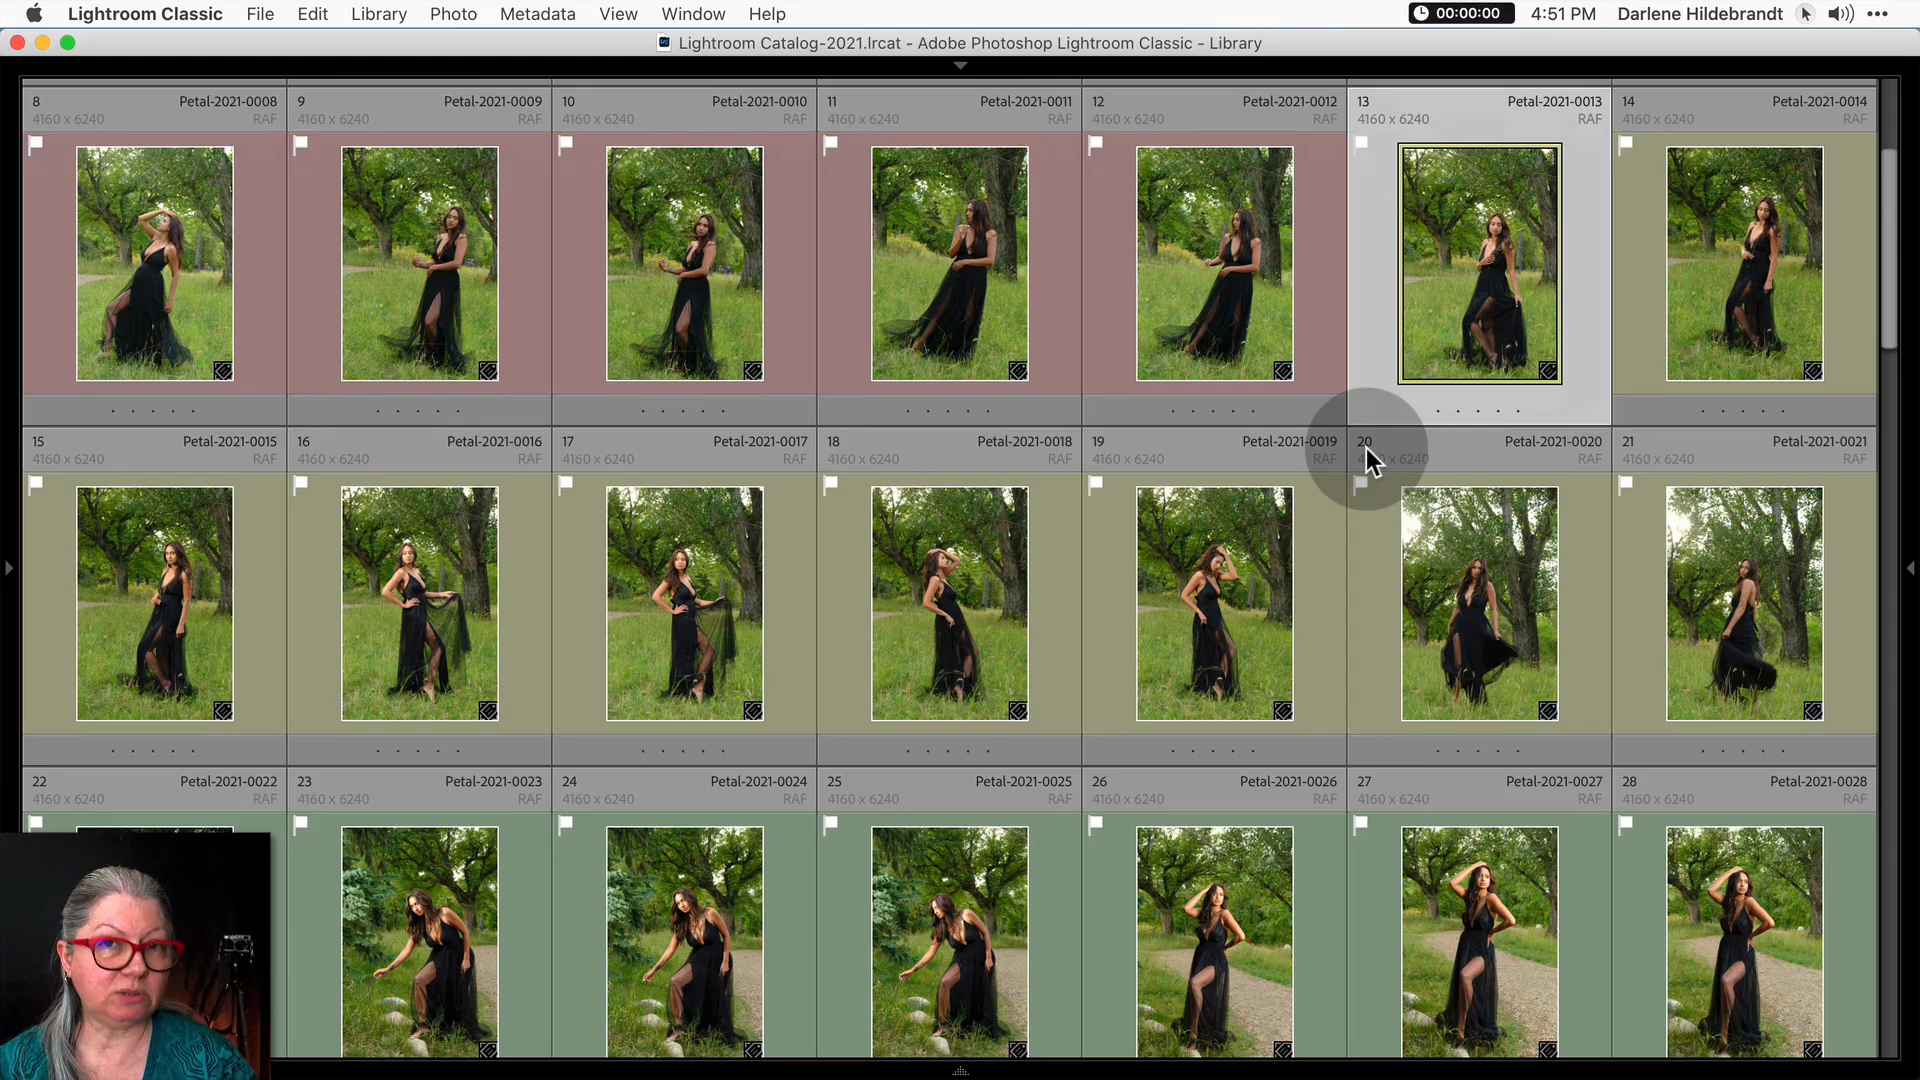 Lightroom Classic File Edit Library Photo Metadata View Window Help 00:00:00 4:51 PM Darlene Hildebrandt
Lightroom Catalog-2021.lrcat - Adobe Photoshop Lightroom Classic - Library
8 Petal-2021-0008 9 Petal-2021-0009 10 Petal-2021-0010 11 Petal-2021-0011 12 Petal-2021-0012 13 Petal-2021-0013 14 Petal-2021-0014
4160 x 6240 RAF 4160 x 6240 RAF 4160 x 6240 RAF 4160 x 6240 RAF 4160 x 6240 RAF 4160 x 6240 RAF 4160 x 6240 RAF
15 Petal-2021-0015 16 Petal-2021-0016 17 Petal-2021-0017 18 Petal-2021-0018 19 Petal-2021-0019 20 Petal-2021-0020 21 Petal-2021-0021
4160 x 6240 RAF 4160 x 6240 RAF 4160 x 6240 RAF 4160 x 6240 RAF 4160 x 6240 RAF 6240 RAF 4160 x 6240 RAF
22 Petal-2021-0022 23 Petal-2021-0023 24 Petal-2021-0024 25 Petal-2021-0025 26 Petal-2021-0026 27 Petal-2021-0027 28 Petal-2021-0028
4160 x 6240 RAF 4160 x 6240 RAF 4160 x 6240 RAF 4160 x 6240 RAF 4160 x 6240 RAF 4160 x 6240 RAF 4160 x 6240 RAF